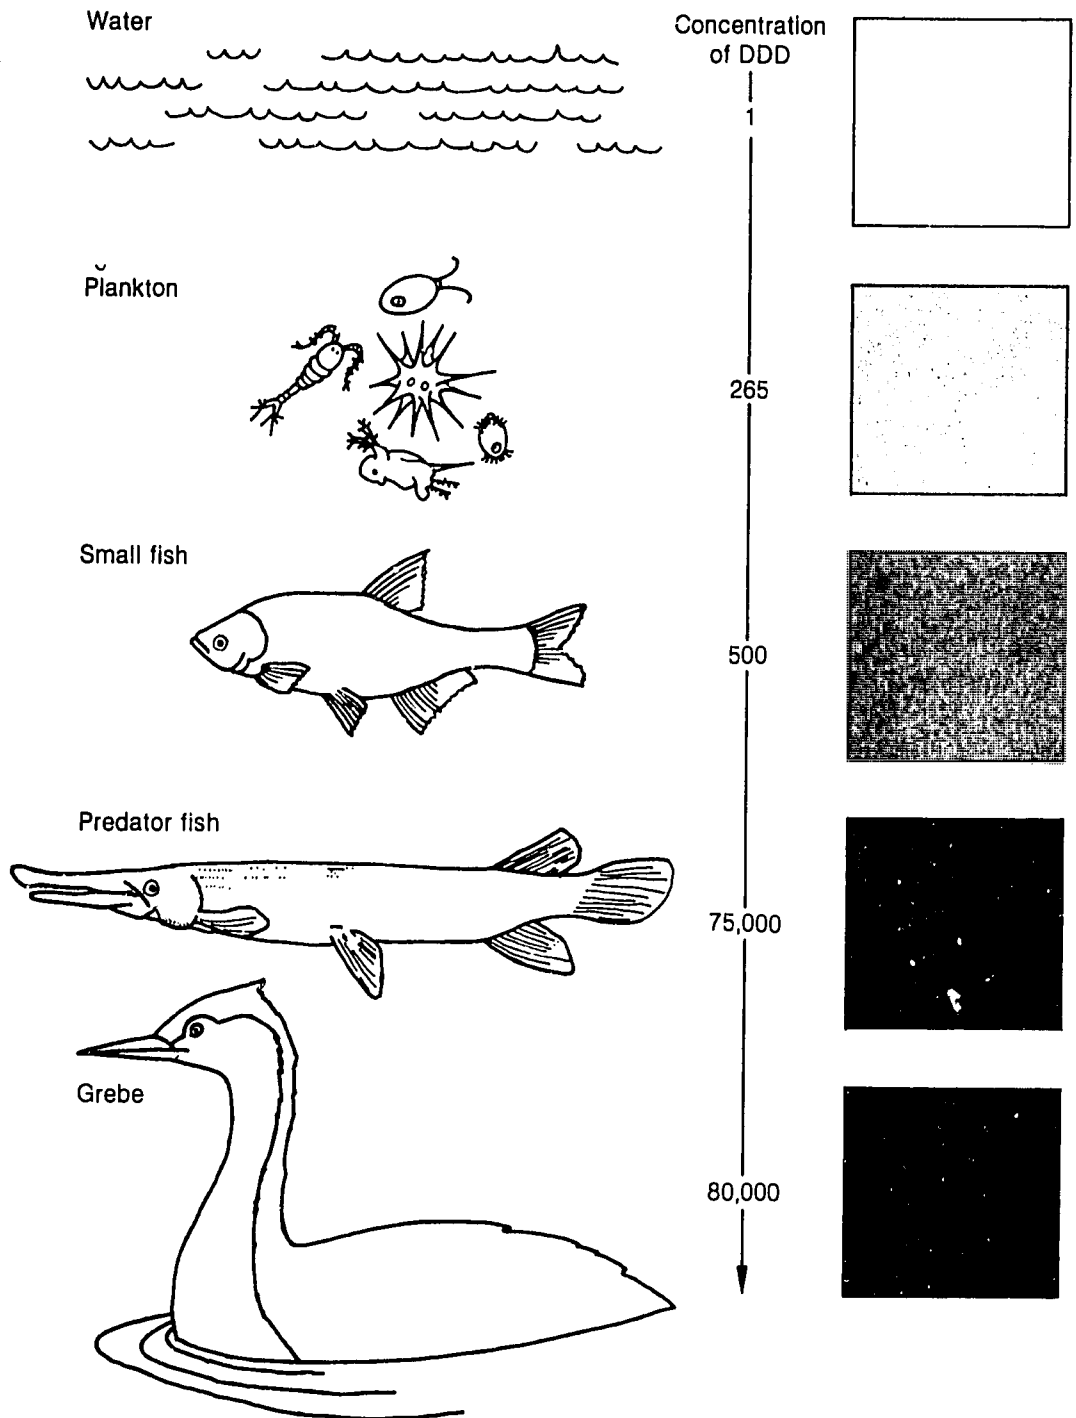 Water
Concentration
of DDD
1
Plankton
265
Small fish
500
Predator fish
75,000
Grebe
80,000